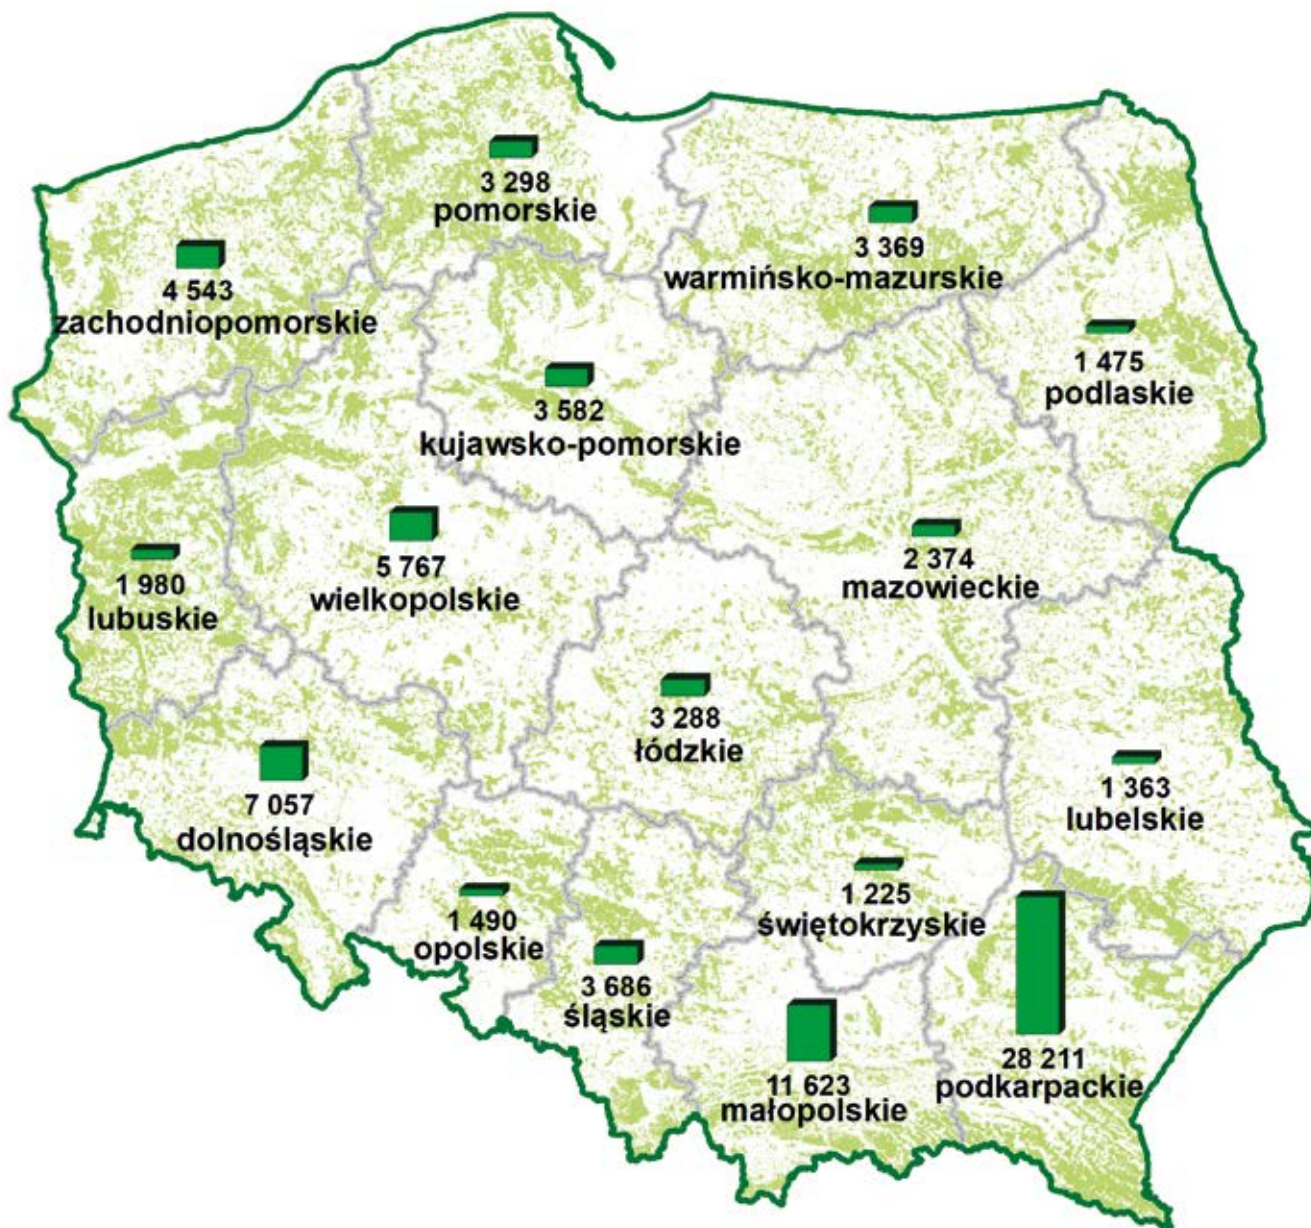 3 298
pomorskie
3 369
warmińsko-mazurskie
4 543
zachodniopomorskie
1 475
podlaskie
3 582
kujawsko-pomorskie
5 767
wielkopolskie
2 374
mazowieckie
1 980
lubuskie
3 288
łódzkie
7 057
dolnośląskie
1 363
lubelskie
1 225
świętokrzyskie
1 490
opolskie
3 686
śląskie
28 211
podkarpackie
11 623
małopolskie